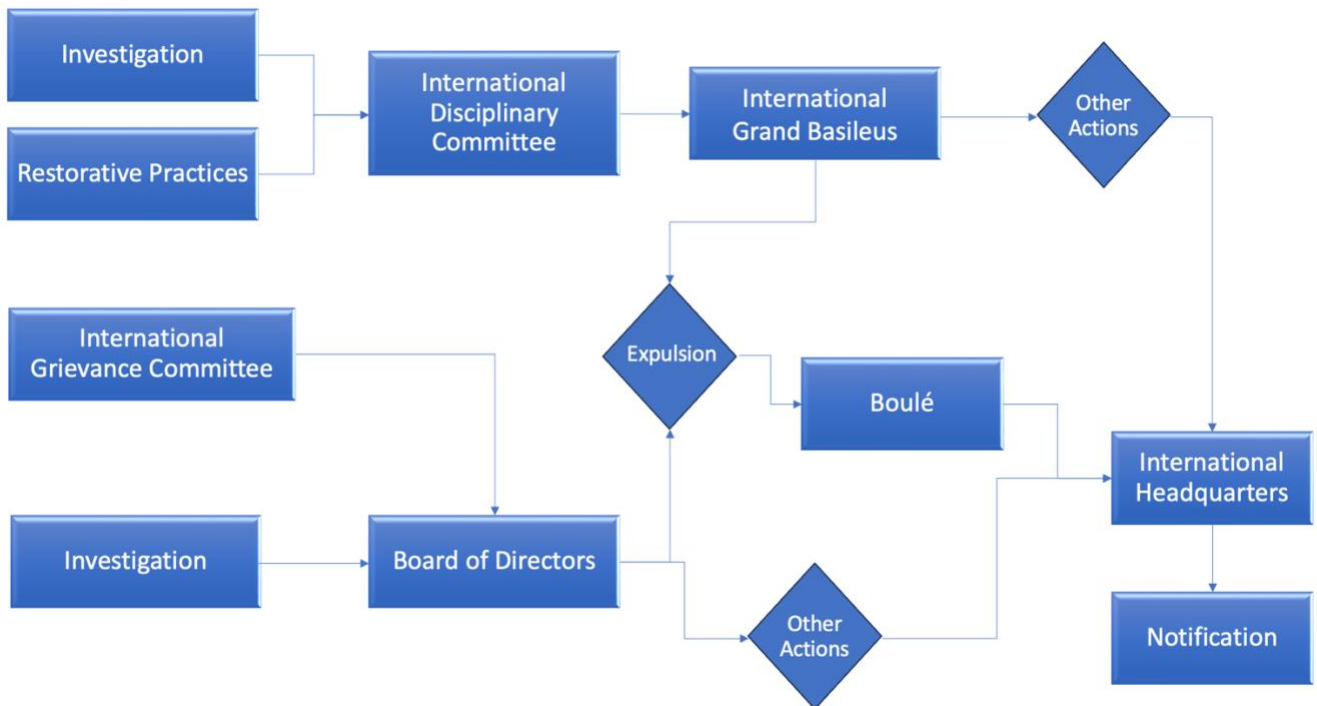 Investigation
Restorative Practices
International
Disciplinary
Committee
International
Grand Basileus
Other
Actions
International
Grievance Committee
Expulsion
Boulé
International
Headquarters
Investigation
Board of Directors
Other
Actions
Notification